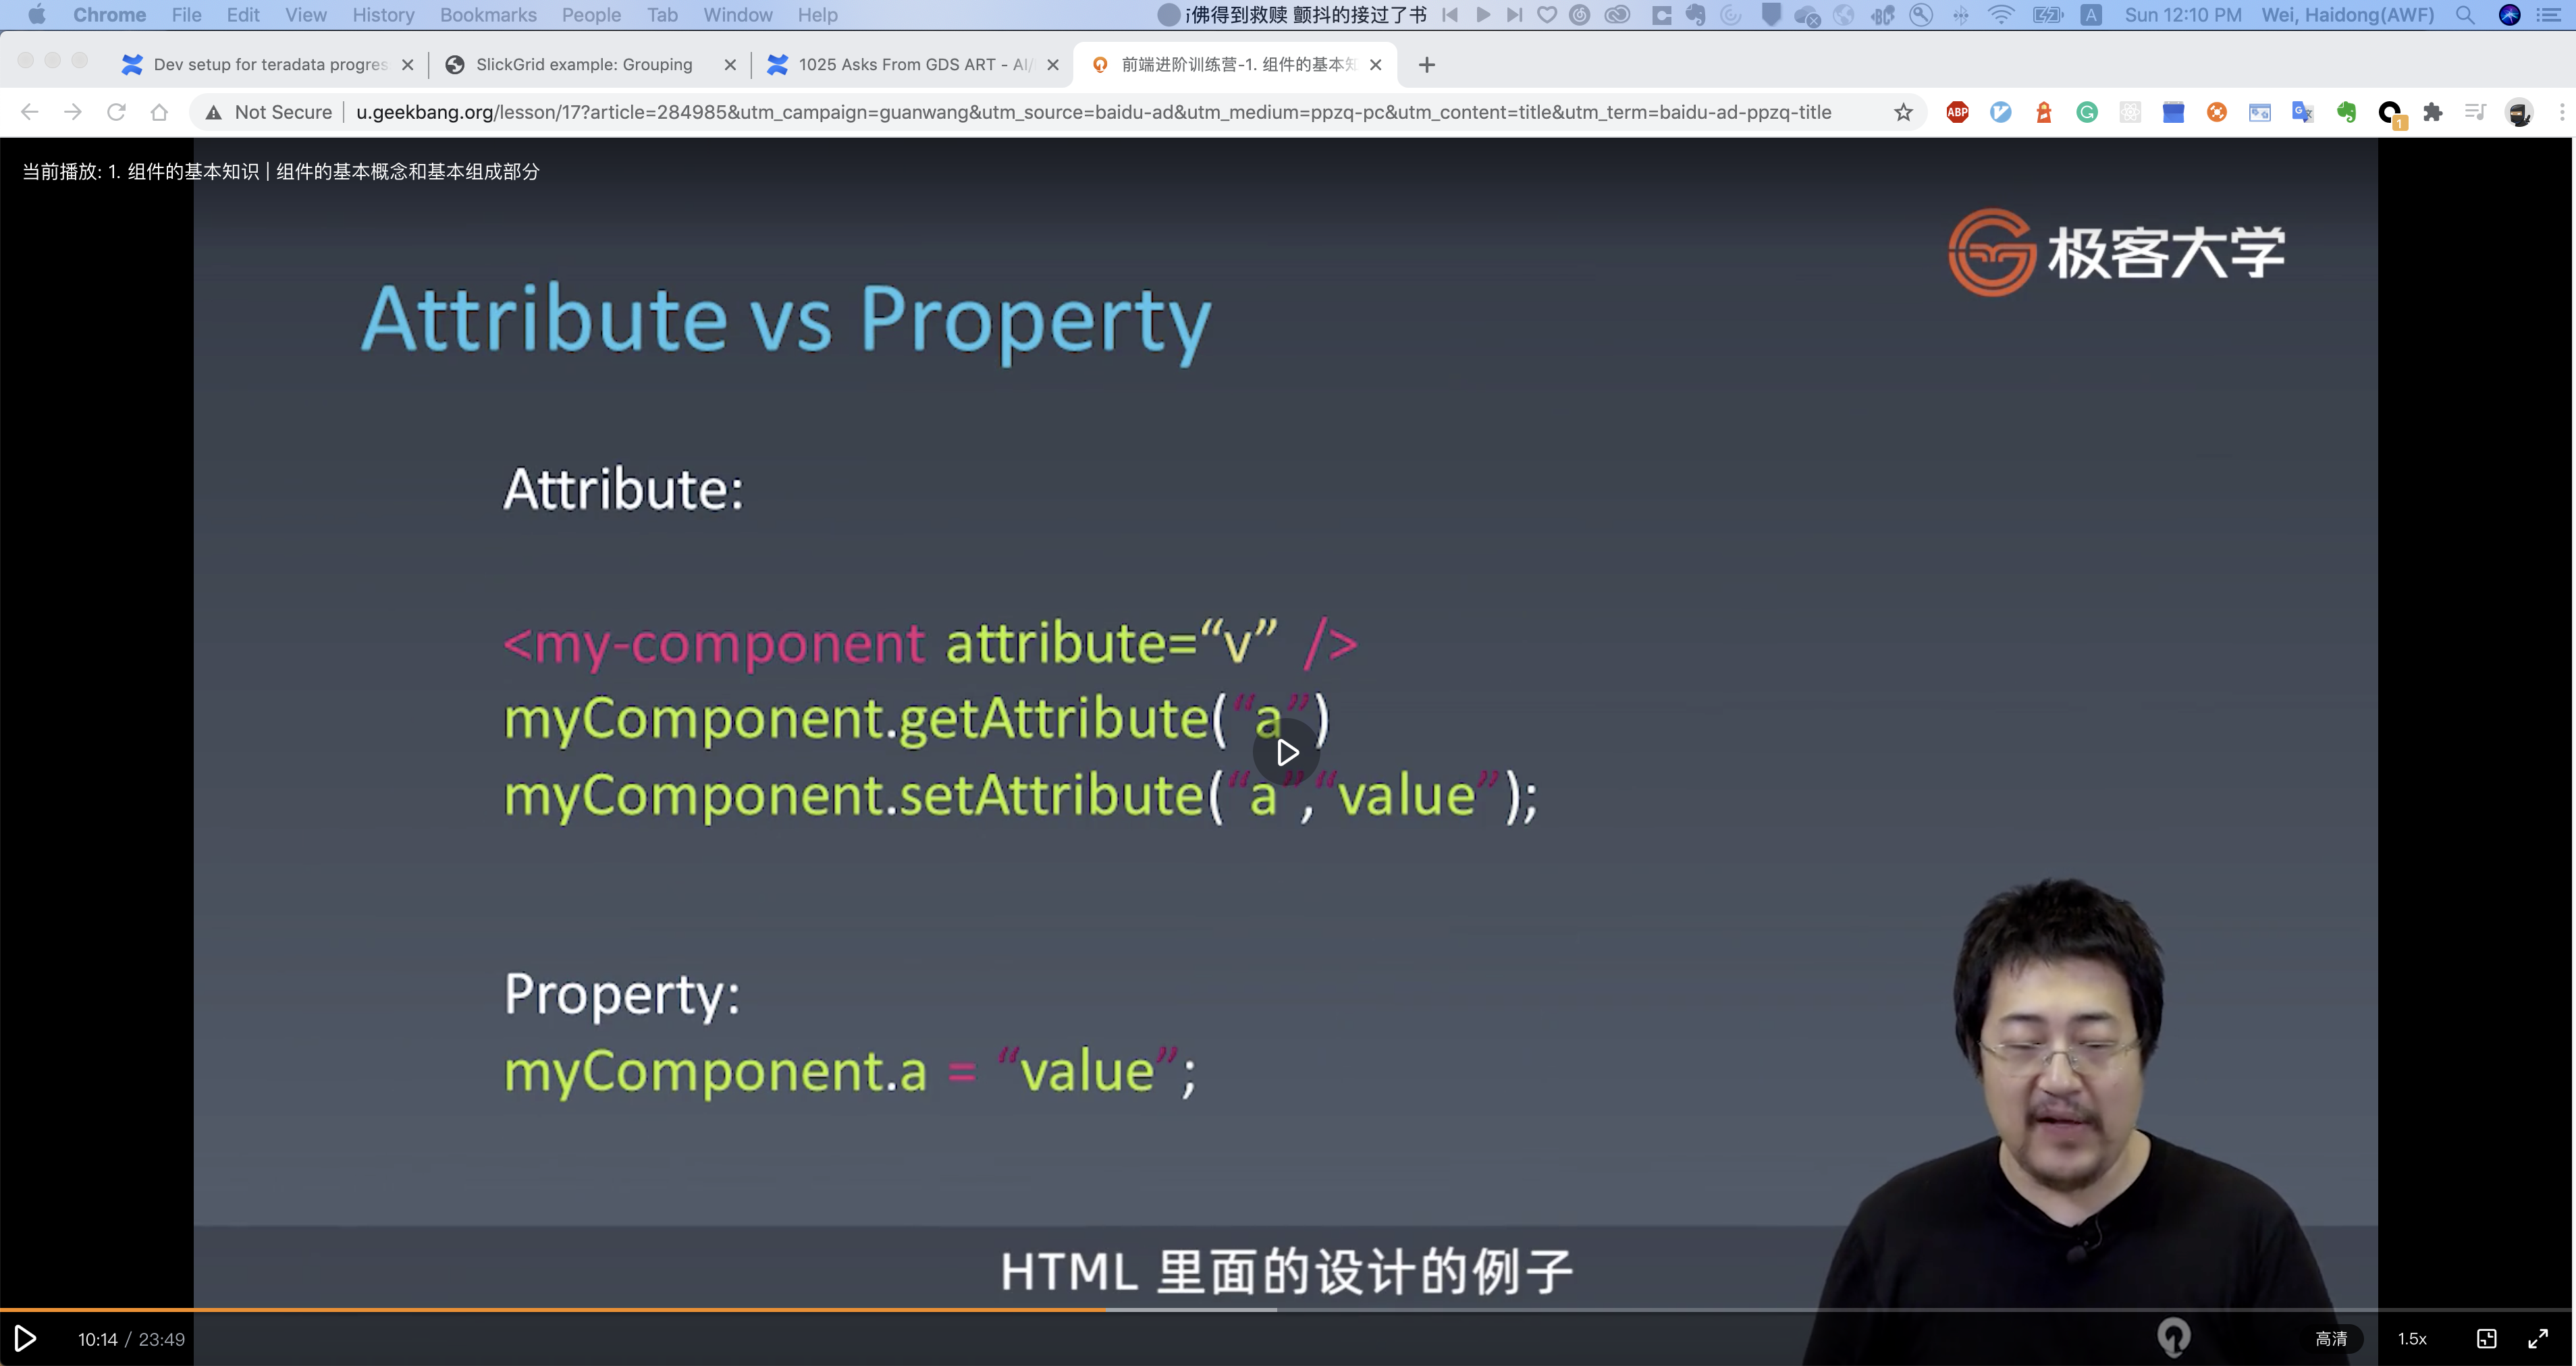 Chrome File Edit View History Bookmarks People Tab Window Help 佛得到救赎 颤抖的接过了书 Sun 12:10 PM Wei, Haidong(AWF)
Dev setup for teradata progres SlickGrid example: Grouping 1025 Asks From GDS ART - AI/ 前端进阶训练营-1. 组件的基本知
Not Secure u.geekbang.org/lesson/17?article=284985&utm_campaign=guanwang&utm_source=baidu-ad&utm_medium=ppzq-pc&utm_content=title&utm_term=baidu-ad-ppzq-title ABP 1
当前播放: 1. 组件的基本知识 | 组件的基本概念和基本组成部分
极客大学
Attribute vs Property
Attribute:
<my-component attribute=“v” />
myComponent.getAttribute(“a”)
myComponent.setAttribute(“a”,“value”);
Property:
myComponent.a = “value”;
HTML 里面的设计的例子
10:14 / 23:49 高清 1.5x